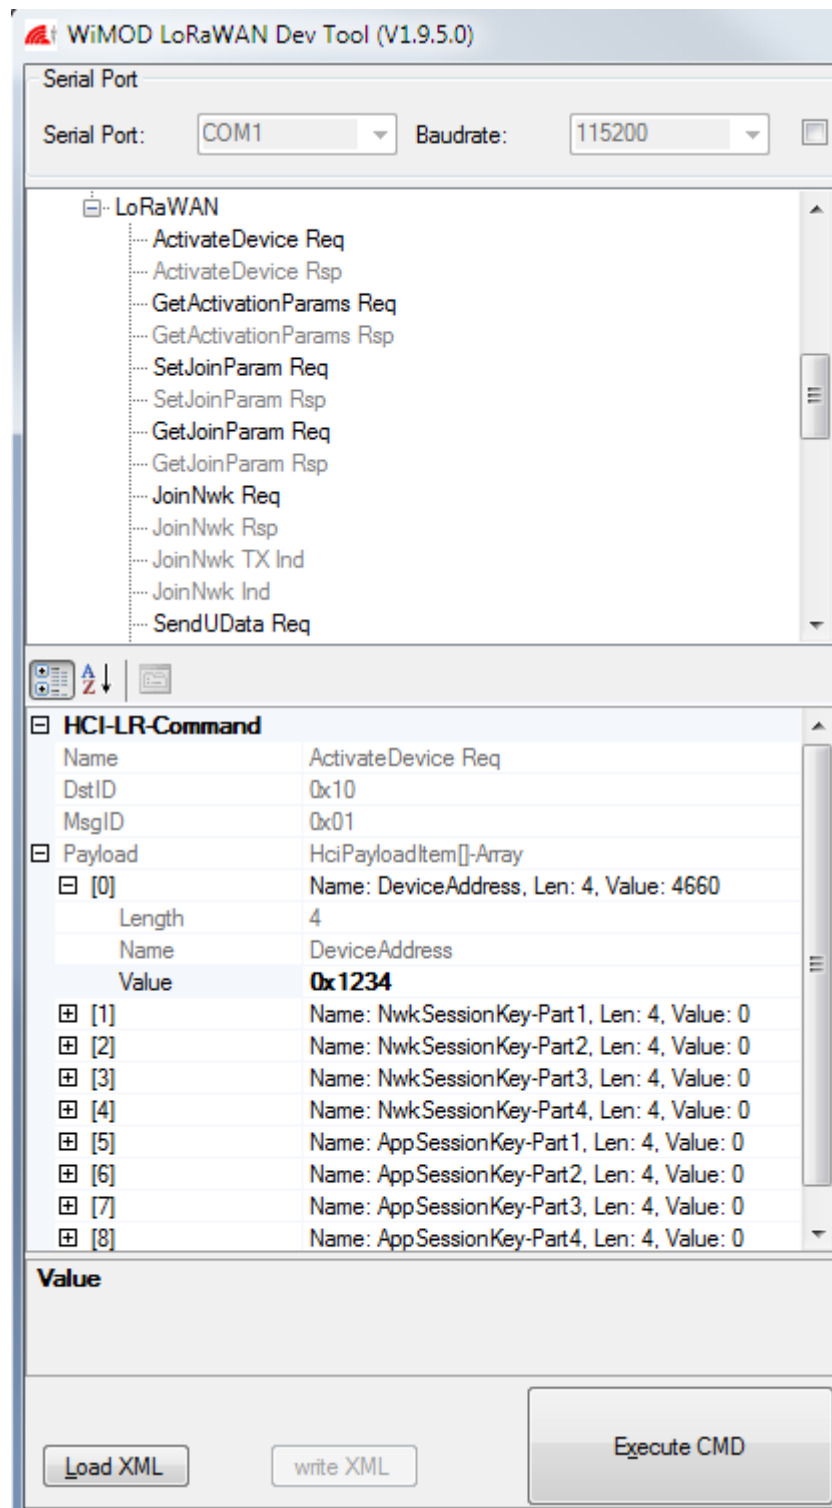 WiMOD LoRaWAN Dev Tool (V1.9.5.0)
Serial Port
Serial Port: COM1 Baudrate: 115200
LoRaWAN
ActivateDevice Req
ActivateDevice Rsp
GetActivationParams Req
GetActivationParams Rsp
SetJoinParam Req
SetJoinParam Rsp
GetJoinParam Req
GetJoinParam Rsp
JoinNwk Req
JoinNwk Rsp
JoinNwk TX Ind
JoinNwk Ind
SendUData Req
A
Z
HCI-LR-Command
Name ActivateDevice Req
DstID 0x10
MsgID 0x01
Payload HciPayloadItem[]-Array
[0] Name: DeviceAddress, Len: 4, Value: 4660
Length 4
Name DeviceAddress
Value 0x1234
[1] Name: NwkSessionKey-Part1, Len: 4, Value: 0
[2] Name: NwkSessionKey-Part2, Len: 4, Value: 0
[3] Name: NwkSessionKey-Part3, Len: 4, Value: 0
[4] Name: NwkSessionKey-Part4, Len: 4, Value: 0
[5] Name: AppSessionKey-Part1, Len: 4, Value: 0
[6] Name: AppSessionKey-Part2, Len: 4, Value: 0
[7] Name: AppSessionKey-Part3, Len: 4, Value: 0
[8] Name: AppSessionKey-Part4, Len: 4, Value: 0
Value
Load XML write XML Execute CMD